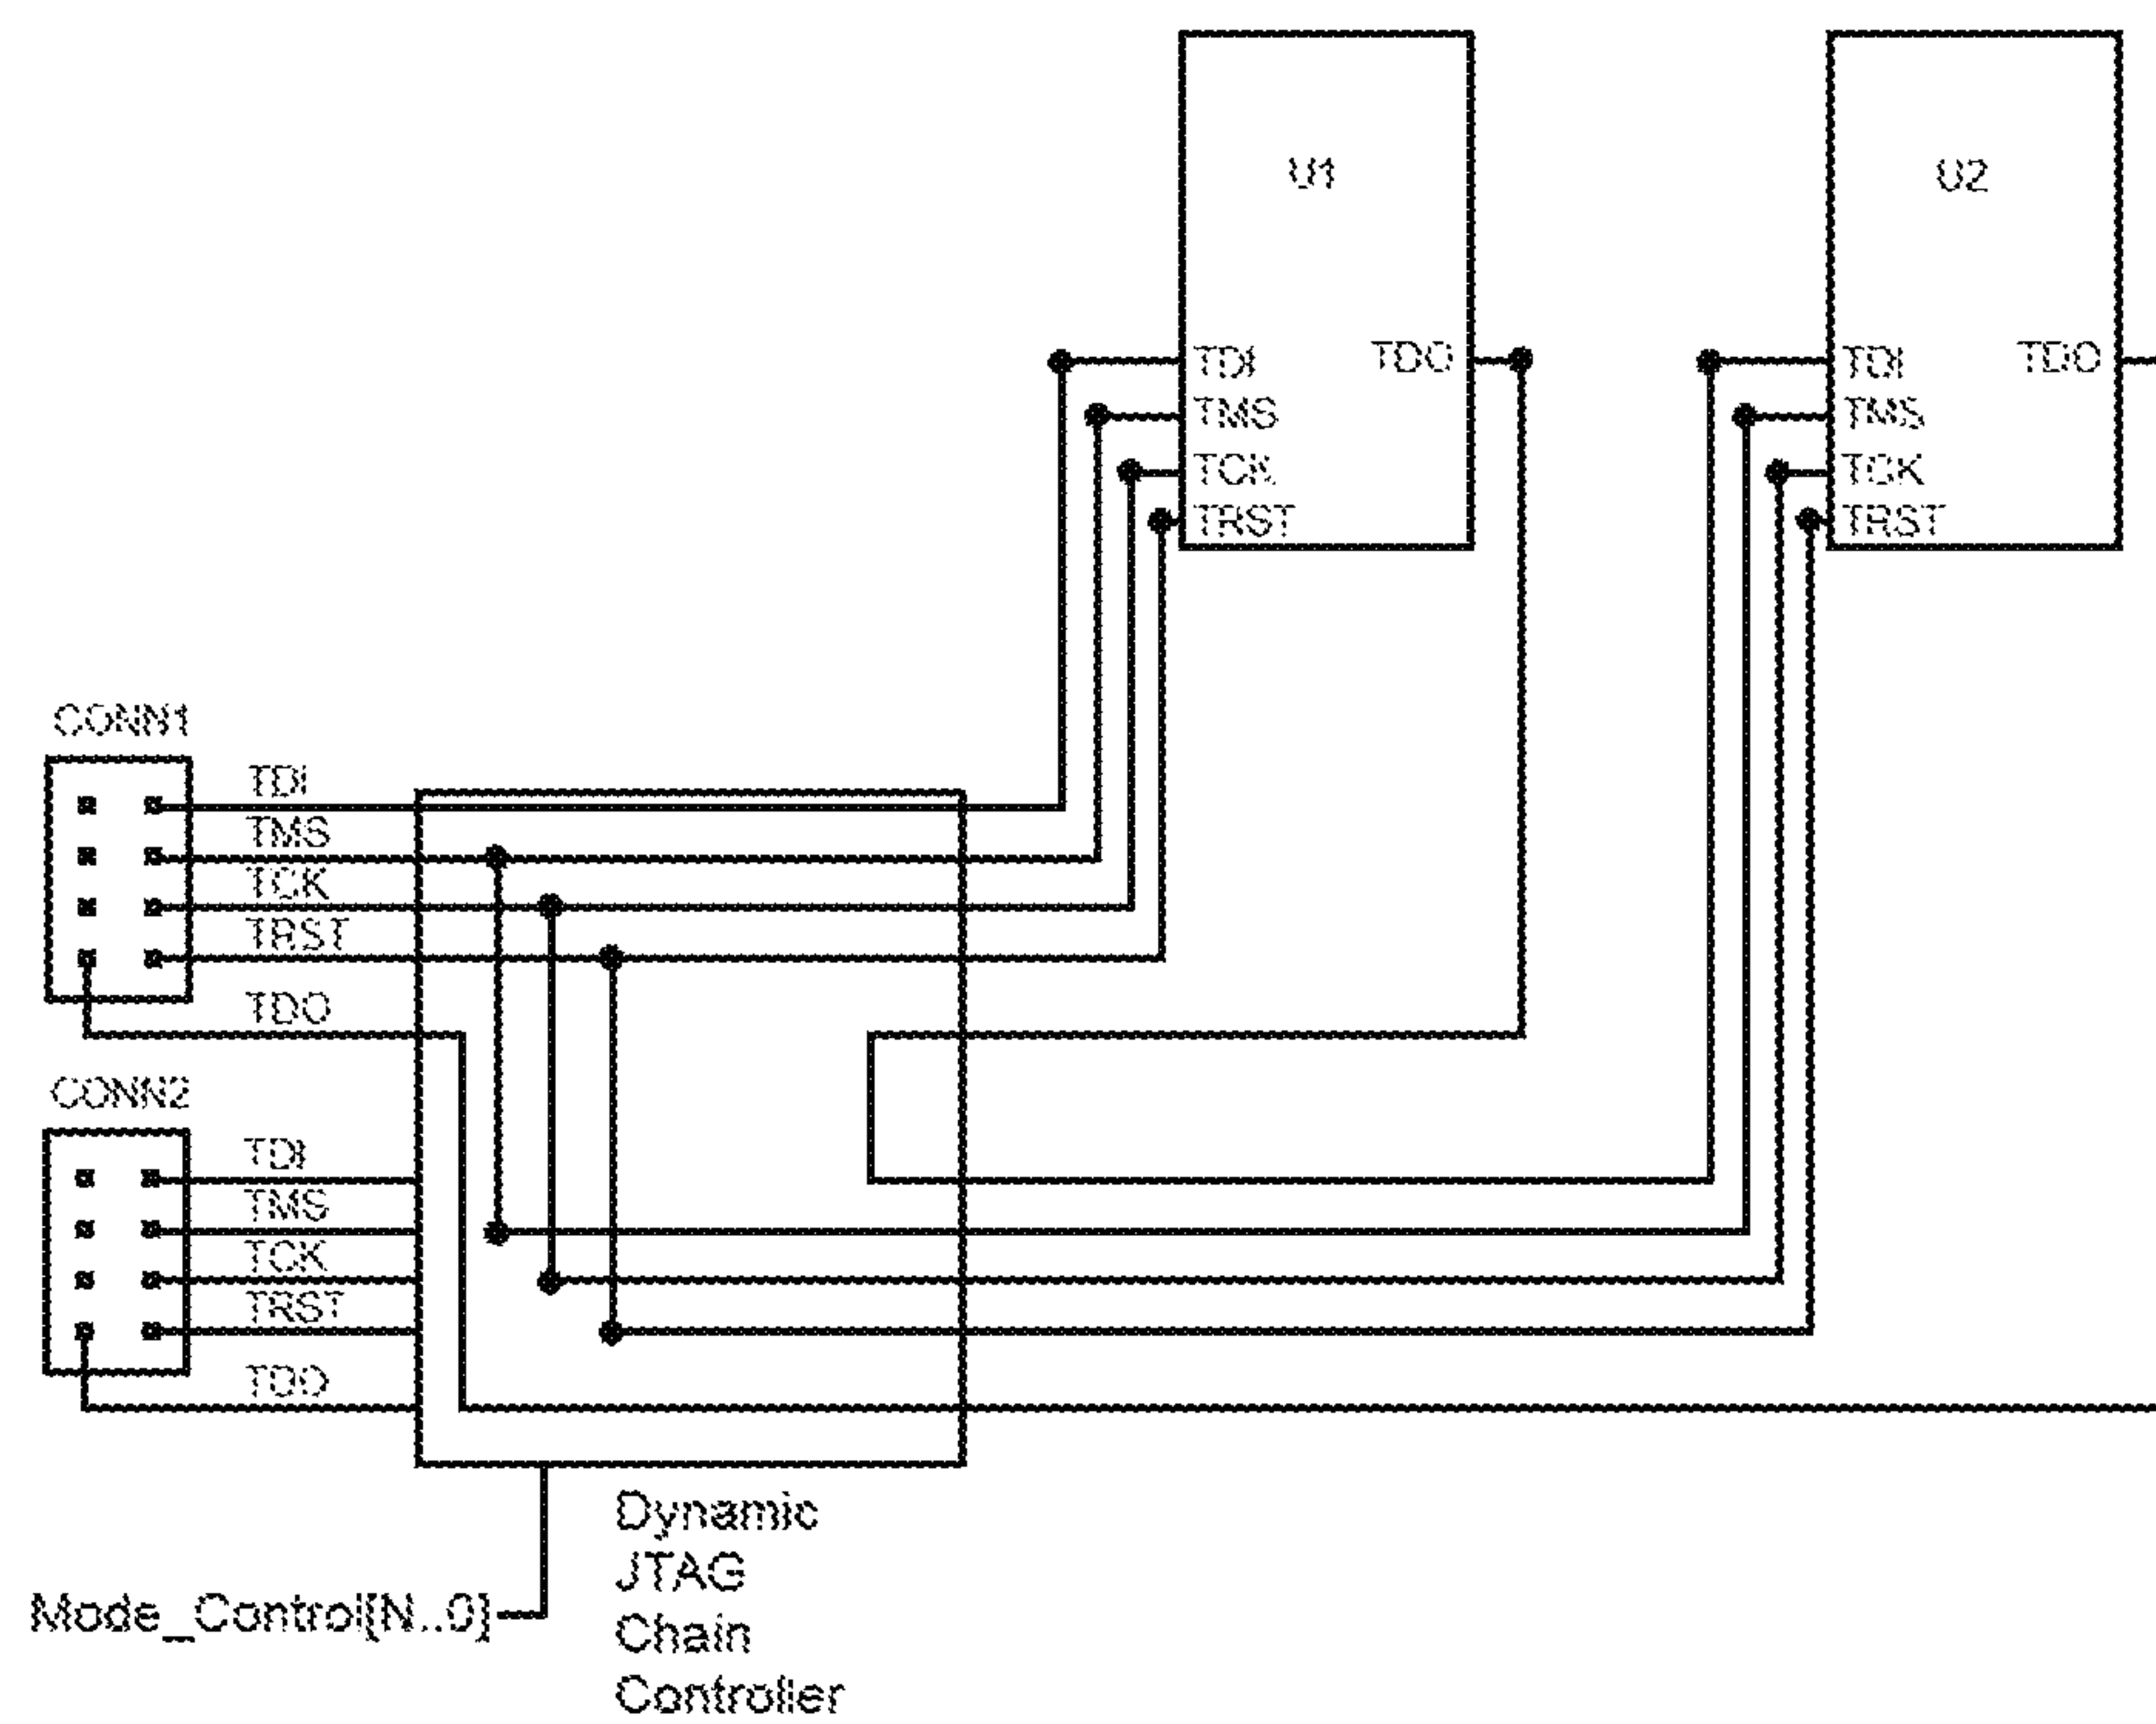 U1
U2
TDI
TDO
TMS
TCK
TRST
TDI
TDO
TMS
TCK
TRST
CONN1
TDI
TMS
TCK
TRST
TDO
CONN2
TDI
TMS
TCK
TRST
TDO
Dynamic
JTAG
Chain
Controller
Mode_Control[N..0]